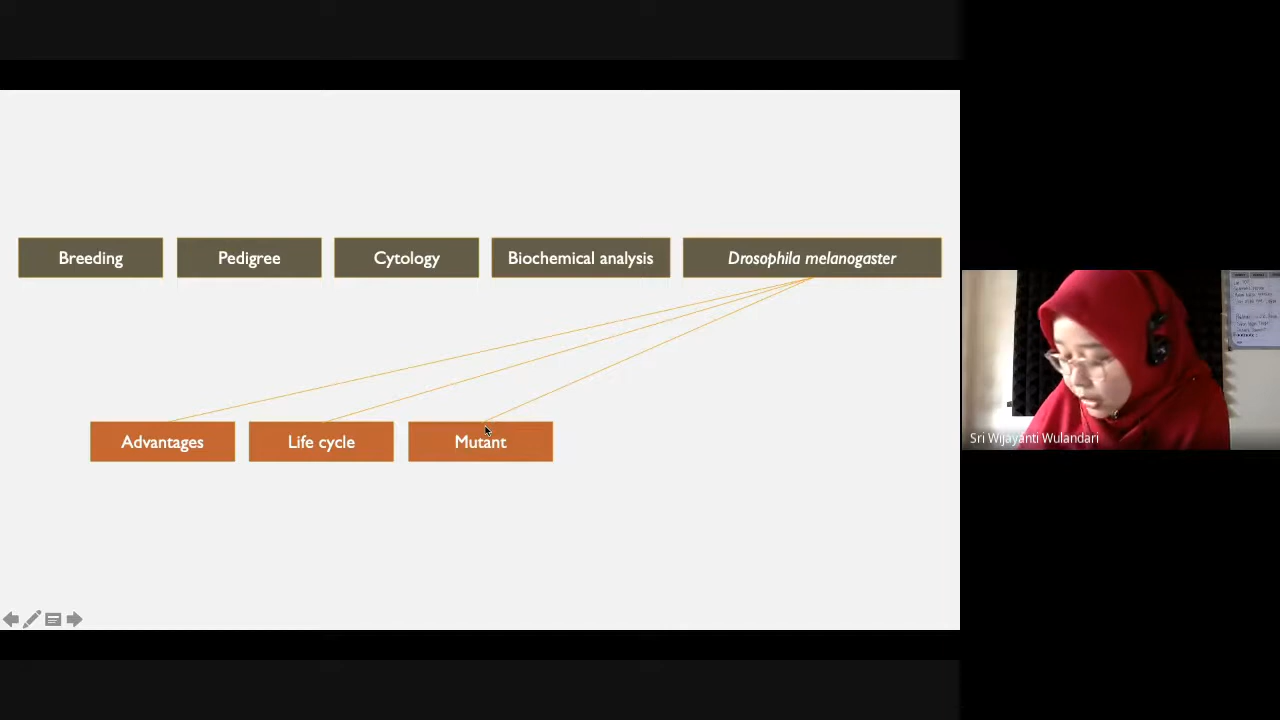 Breeding
Pedigree
Cytology
Biochemical analysis
Drosophila melanogaster
Advantages
Life cycle
Mutant
Sri Wijayanti Wulandari